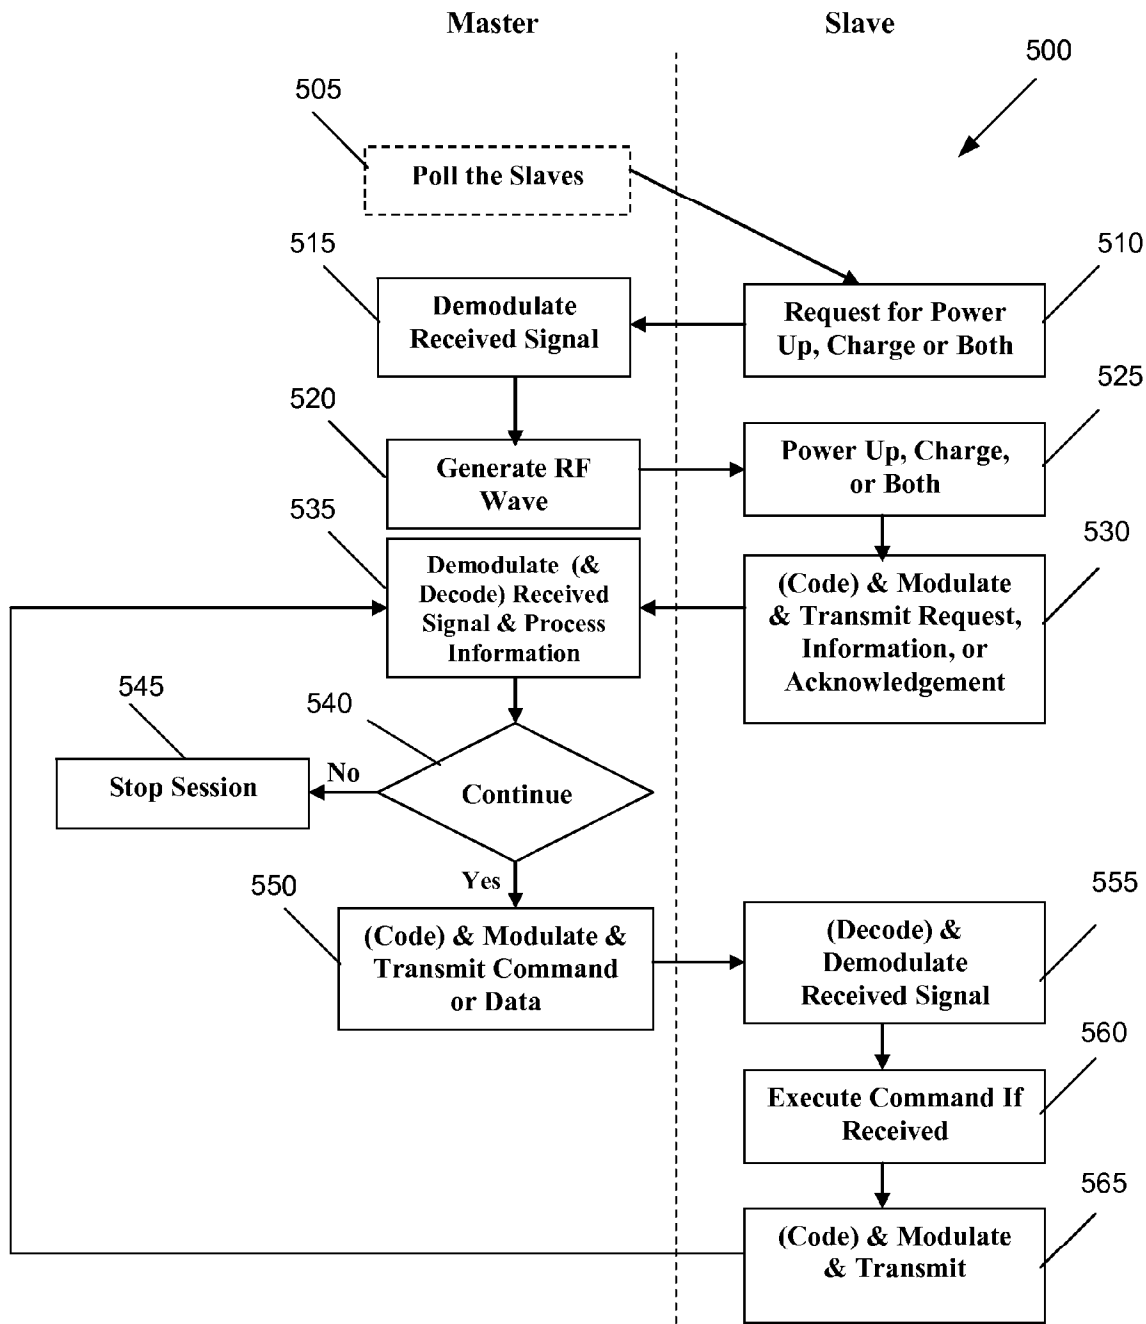 Master
Slave
500
505
Poll the Slaves
515
510
Demodulate
Received Signal
Request for Power
Up, Charge or Both
520
525
Generate RF
Wave
Power Up, Charge,
or Both
535
530
Demodulate (&
Decode) Received
Signal & Process
Information
(Code) & Modulate
& Transmit Request,
Information, or
Acknowledgement
545
540
Stop Session
No
Continue
Yes
550
555
(Code) & Modulate &
Transmit Command
or Data
(Decode) &
Demodulate
Received Signal
560
Execute Command If
Received
565
(Code) & Modulate
& Transmit